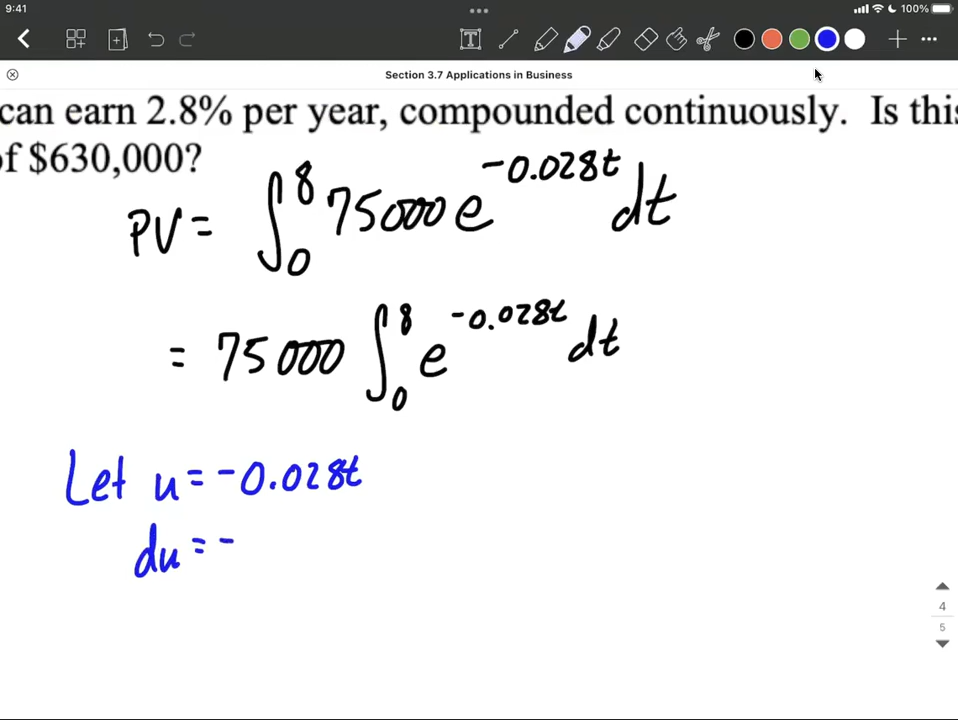 9:41
100%
Section 3.7 Applications in Business
can earn 2.8% per year, compounded continuously. Is this
of $630,000?
PV = ∫₀⁸ 75000 e^(-0.028t) dt
= 75000 ∫₀⁸ e^(-0.028t) dt
Let u = -0.028t
du = -
4
5